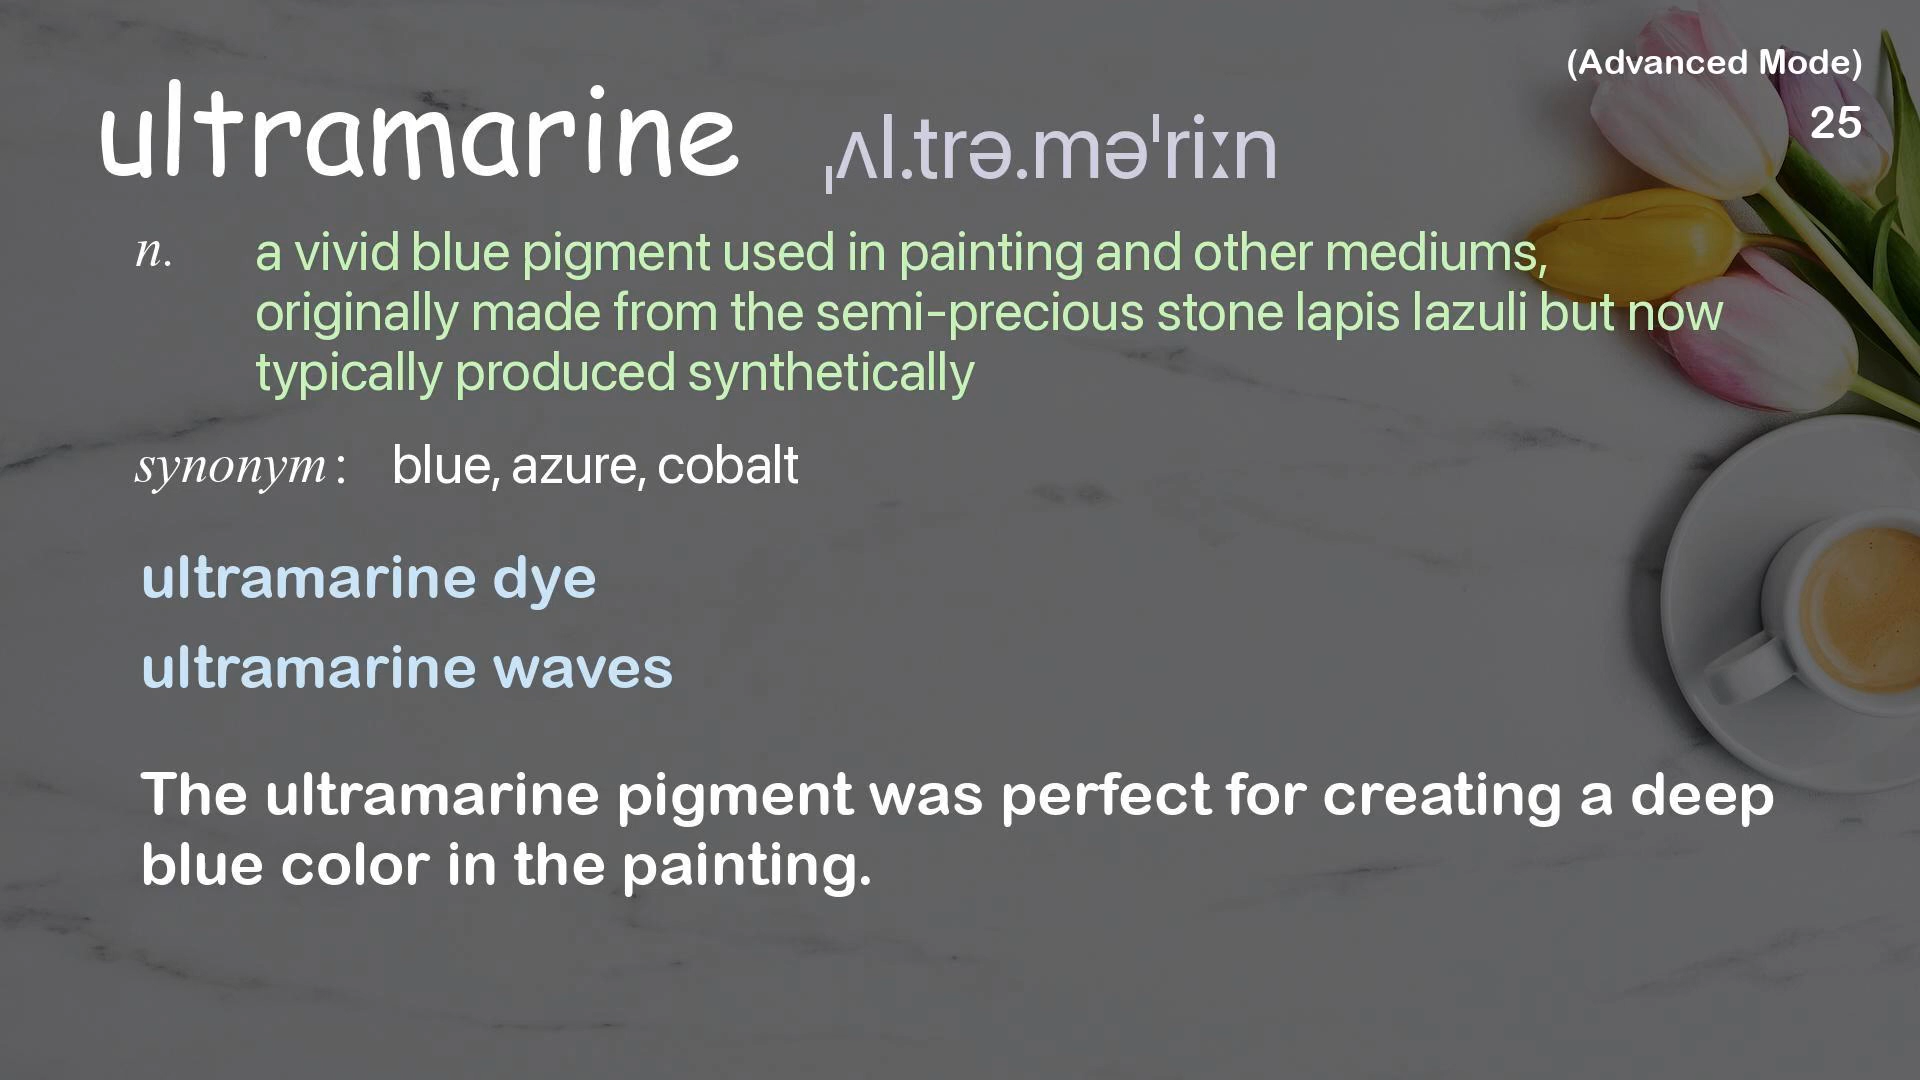 (Advanced Mode)
25
ultramarine ˌʌl.trə.məˈriːn
n. a vivid blue pigment used in painting and other mediums,
originally made from the semi-precious stone lapis lazuli but now
typically produced synthetically
synonym: blue, azure, cobalt
ultramarine dye
ultramarine waves
The ultramarine pigment was perfect for creating a deep
blue color in the painting.